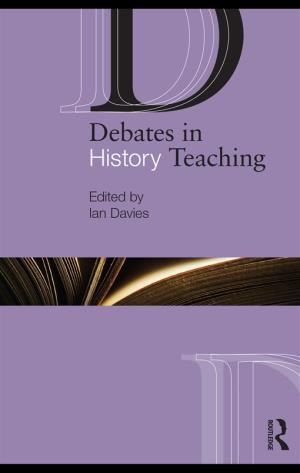 D
Debates in
History Teaching
Edited by
Ian Davies
D
ROUTLEDGE